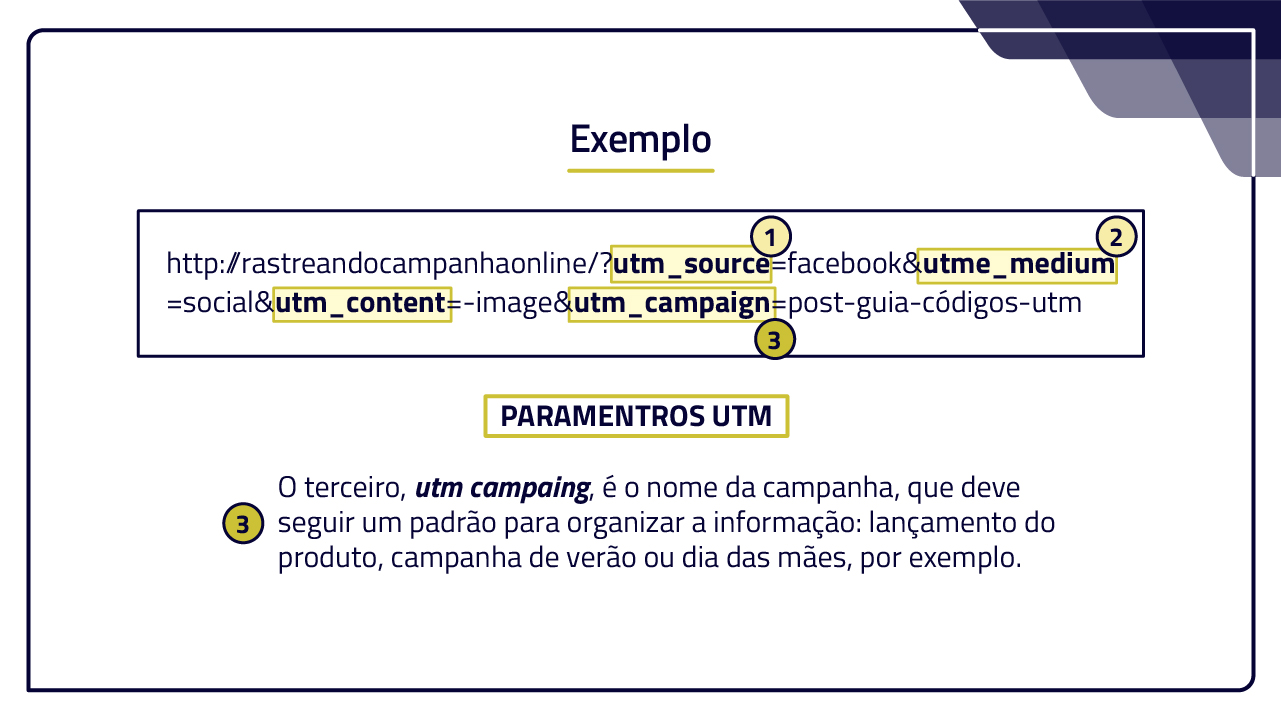 Exemplo
1
2
http://rastreandocampanhaonline/?utm_source=facebook&utme_medium
=social&utm_content=-image&utm_campaign=post-guia-códigos-utm
3
PARAMENTROS UTM
O terceiro, utm campaing, é o nome da campanha, que deve
3 seguir um padrão para organizar a informação: lançamento do
produto, campanha de verão ou dia das mães, por exemplo.